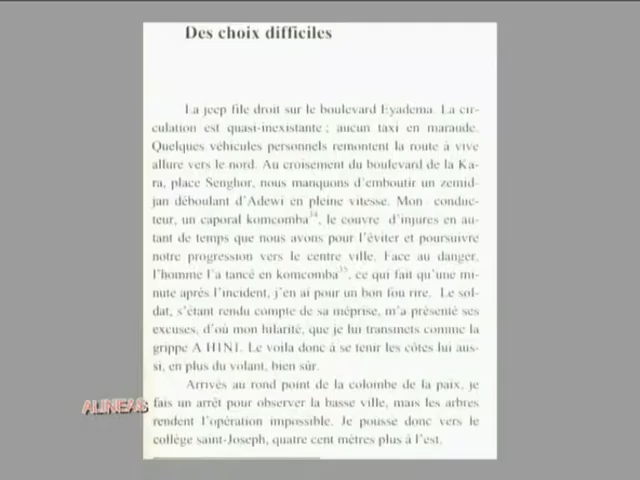 Des choix difficiles
La jeep file droit sur le boulevard Eyadema. La cir-
culation est quasi-inexistante ; aucun taxi en maraude.
Quelques véhicules personnels remontent la route à vive
allure vers le nord. Au croisement du boulevard de la Ka-
ra, place Senghor, nous manquons d'emboutir un zemid-
jan déboulant d'Adewi en pleine vitesse. Mon conduc-
teur, un caporal komcomba³⁴, le couvre d'injures en au-
tant de temps que nous avons pour l'éviter et poursuivre
notre progression vers le centre ville. Face au danger,
l'homme l'a tancé en komcomba³⁵, ce qui fait qu'une mi-
nute après l'incident, j'en ai pour un bon fou rire. Le sol-
dat, s'étant rendu compte de sa méprise, m'a présenté ses
excuses, d'où mon hilarité, que je lui transmets comme la
grippe A H1N1. Le voila donc à se tenir les côtes lui aus-
si, en plus du volant, bien sûr.
Arrivés au rond point de la colombe de la paix, je
fais un arrêt pour observer la basse ville, mais les arbres
rendent l'opération impossible. Je pousse donc vers le
collège saint-Joseph, quatre cent mètres plus à l'est.
ALINEAS